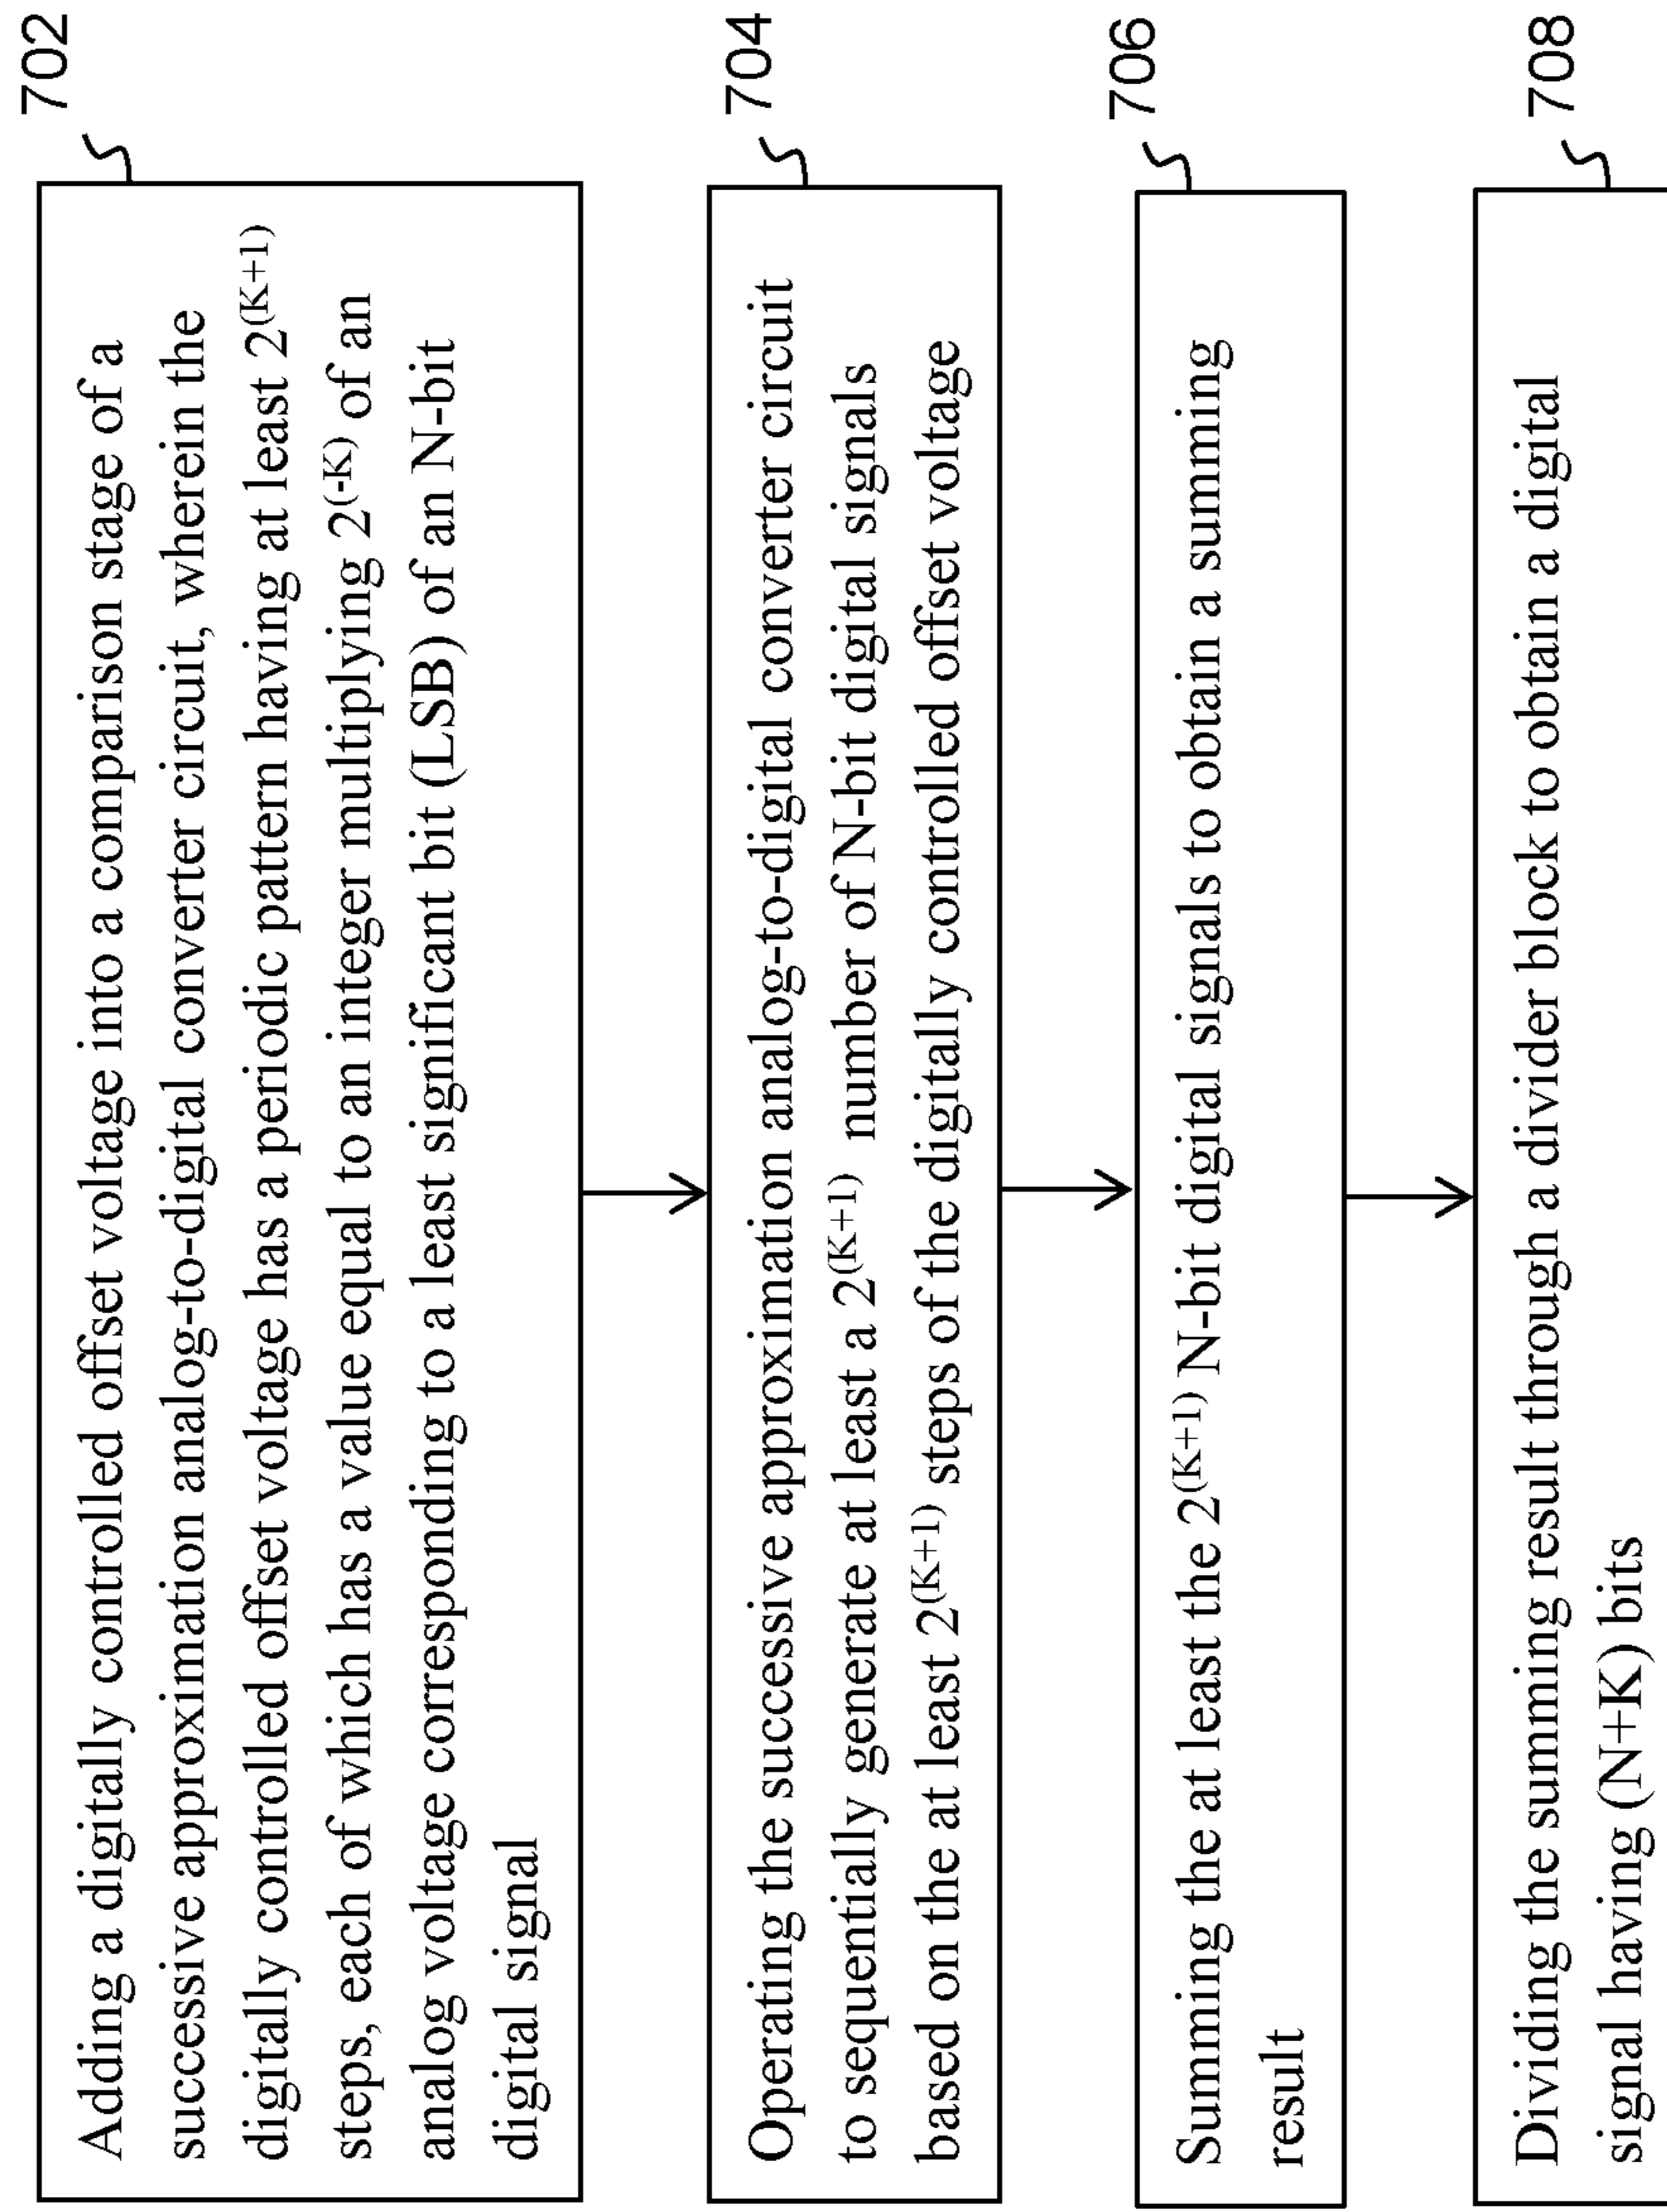 702
Adding a digitally controlled offset voltage into a comparison stage of a
successive approximation analog-to-digital converter circuit, wherein the
digitally controlled offset voltage has a periodic pattern having at least 2^(K+1)
steps, each of which has a value equal to an integer multiplying 2^(-K) of an
analog voltage corresponding to a least significant bit (LSB) of an N-bit
digital signal
704
Operating the successive approximation analog-to-digital converter circuit
to sequentially generate at least a 2^(K+1) number of N-bit digital signals
based on the at least 2^(K+1) steps of the digitally controlled offset voltage
706
Summing the at least the 2^(K+1) N-bit digital signals to obtain a summing
result
708
Dividing the summing result through a divider block to obtain a digital
signal having (N+K) bits